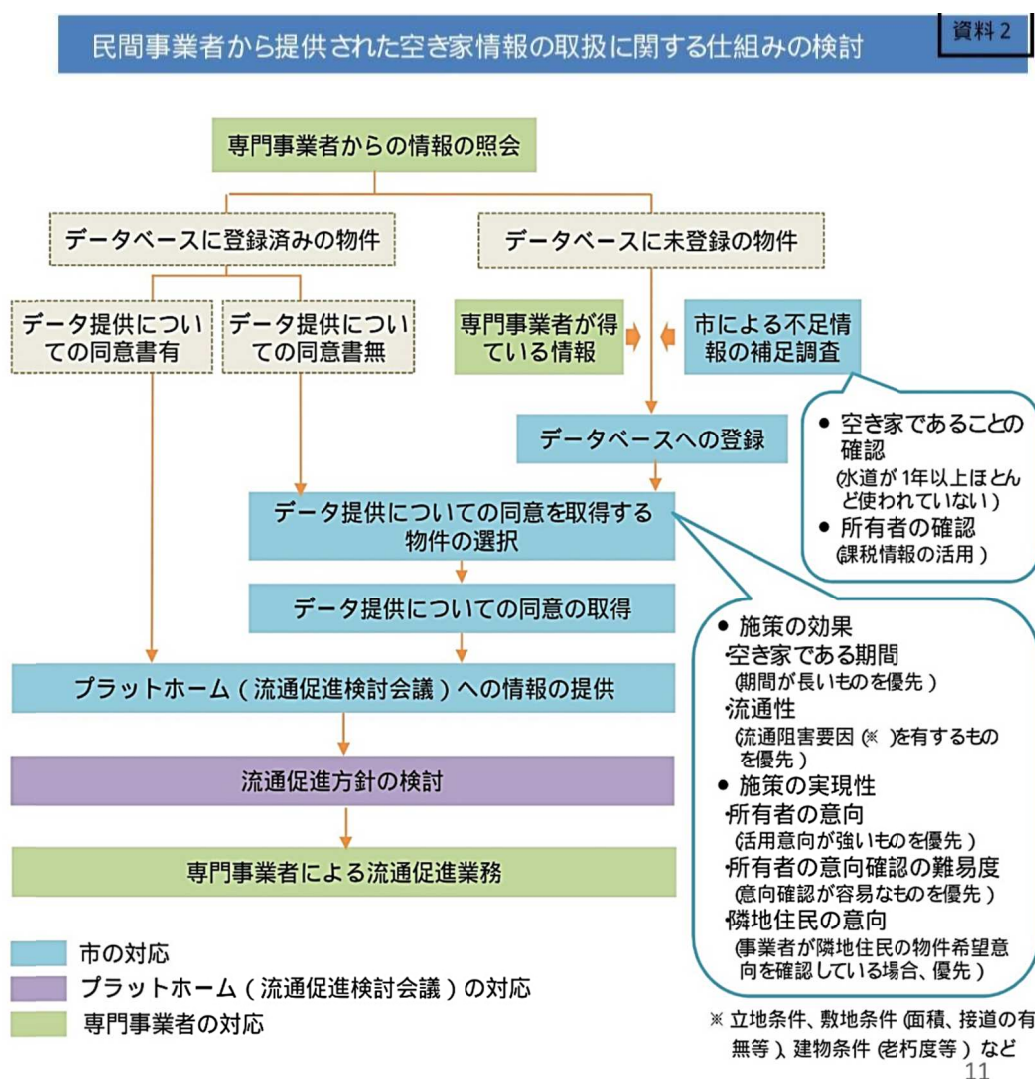 民間事業者から提供された空き家情報の取扱に関する仕組みの検討
資料2
専門事業者からの情報の照会
データベースに登録済みの物件
データベースに未登録の物件
データ提供につい
ての同意書有
データ提供につい
ての同意書無
専門事業者が得
ている情報
市による不足情
報の補足調査
データベースへの登録
● 空き家であることの
確認
(水道が1年以上ほとん
ど使われていない)
● 所有者の確認
(課税情報の活用)
データ提供についての同意を取得する
物件の選択
データ提供についての同意の取得
プラットホーム(流通促進検討会議)への情報の提供
流通促進方針の検討
専門事業者による流通促進業務
● 施策の効果
・空き家である期間
(期間が長いものを優先)
・流通性
(流通阻害要因(※)を有するもの
を優先)
● 施策の実現性
・所有者の意向
(活用意向が強いものを優先)
・所有者の意向確認の難易度
(意向確認が容易なものを優先)
・隣地住民の意向
(事業者が隣地住民の物件希望意
向を確認している場合、優先)
市の対応
プラットホーム(流通促進検討会議)の対応
専門事業者の対応
※ 立地条件、敷地条件(面積、接道の有
無等)、建物条件(老朽度等)など
11